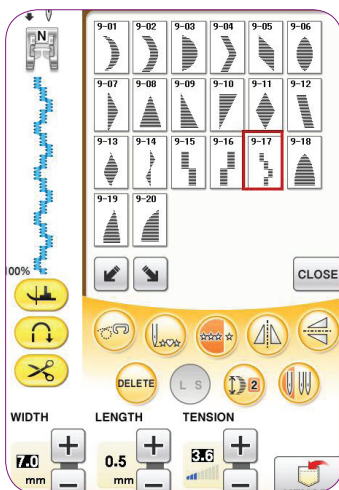 N
9-01 9-02 9-03 9-04 9-05 9-06
9-07 9-08 9-09 9-10 9-11 9-12
9-13 9-14 9-15 9-16 9-17 9-18
9-19 9-20
100%
CLOSE
DELETE L S 2
WIDTH LENGTH TENSION
7.0 mm 0.5 mm 3.6